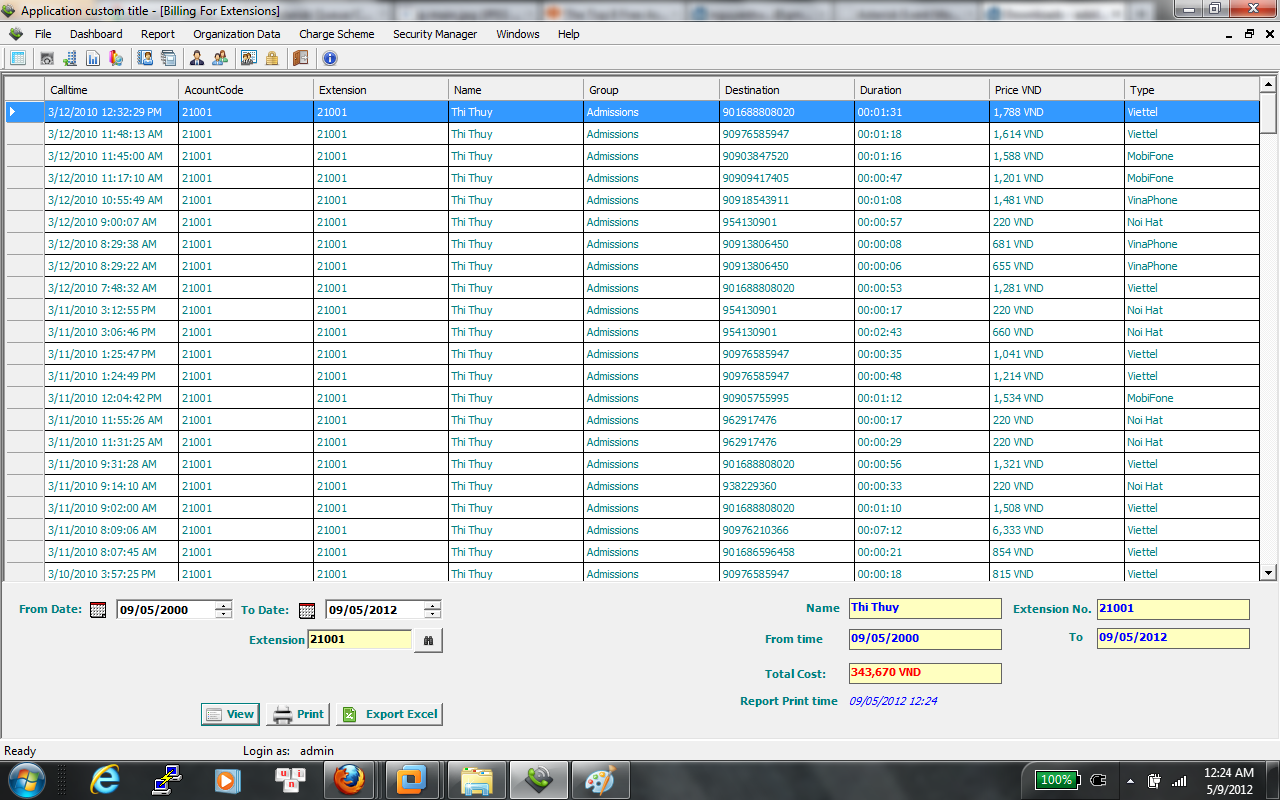 Application custom title - [Billing For Extensions]
File Dashboard Report Organization Data Charge Scheme Security Manager Windows Help
Calltime AcountCode Extension Name Group Destination Duration Price VND Type
3/12/2010 12:32:29 PM 21001 21001 Thi Thuy Admissions 901688808020 00:01:31 1,788 VND Viettel
3/12/2010 11:48:13 AM 21001 21001 Thi Thuy Admissions 90976585947 00:01:18 1,614 VND Viettel
3/12/2010 11:45:00 AM 21001 21001 Thi Thuy Admissions 90903847520 00:01:16 1,588 VND MobiFone
3/12/2010 11:17:10 AM 21001 21001 Thi Thuy Admissions 90909417405 00:00:47 1,201 VND MobiFone
3/12/2010 10:55:49 AM 21001 21001 Thi Thuy Admissions 90918543911 00:01:08 1,481 VND VinaPhone
3/12/2010 9:00:07 AM 21001 21001 Thi Thuy Admissions 954130901 00:00:57 220 VND Noi Hat
3/12/2010 8:29:38 AM 21001 21001 Thi Thuy Admissions 90913806450 00:00:08 681 VND VinaPhone
3/12/2010 8:29:22 AM 21001 21001 Thi Thuy Admissions 90913806450 00:00:06 655 VND VinaPhone
3/12/2010 7:48:32 AM 21001 21001 Thi Thuy Admissions 901688808020 00:00:53 1,281 VND Viettel
3/11/2010 3:12:55 PM 21001 21001 Thi Thuy Admissions 954130901 00:00:17 220 VND Noi Hat
3/11/2010 3:06:46 PM 21001 21001 Thi Thuy Admissions 954130901 00:02:43 660 VND Noi Hat
3/11/2010 1:25:47 PM 21001 21001 Thi Thuy Admissions 90976585947 00:00:35 1,041 VND Viettel
3/11/2010 1:24:49 PM 21001 21001 Thi Thuy Admissions 90976585947 00:00:48 1,214 VND Viettel
3/11/2010 12:04:42 PM 21001 21001 Thi Thuy Admissions 90905755995 00:01:12 1,534 VND MobiFone
3/11/2010 11:55:26 AM 21001 21001 Thi Thuy Admissions 962917476 00:00:17 220 VND Noi Hat
3/11/2010 11:31:25 AM 21001 21001 Thi Thuy Admissions 962917476 00:00:29 220 VND Noi Hat
3/11/2010 9:31:28 AM 21001 21001 Thi Thuy Admissions 901688808020 00:00:56 1,321 VND Viettel
3/11/2010 9:14:10 AM 21001 21001 Thi Thuy Admissions 938229360 00:00:33 220 VND Noi Hat
3/11/2010 9:02:00 AM 21001 21001 Thi Thuy Admissions 901688808020 00:01:10 1,508 VND Viettel
3/11/2010 8:09:06 AM 21001 21001 Thi Thuy Admissions 90976210366 00:07:12 6,333 VND Viettel
3/11/2010 8:07:45 AM 21001 21001 Thi Thuy Admissions 901686596458 00:00:21 854 VND Viettel
3/10/2010 3:57:25 PM 21001 21001 Thi Thuy Admissions 90976585947 00:00:18 815 VND Viettel
From Date: 09/05/2000 To Date: 09/05/2012 Name Thi Thuy Extension No. 21001
Extension 21001 From time 09/05/2000 To 09/05/2012
Total Cost: 343,670 VND
Report Print time 09/05/2012 12:24
View Print Export Excel
Ready Login as: admin
100% 12:24 AM
5/9/2012